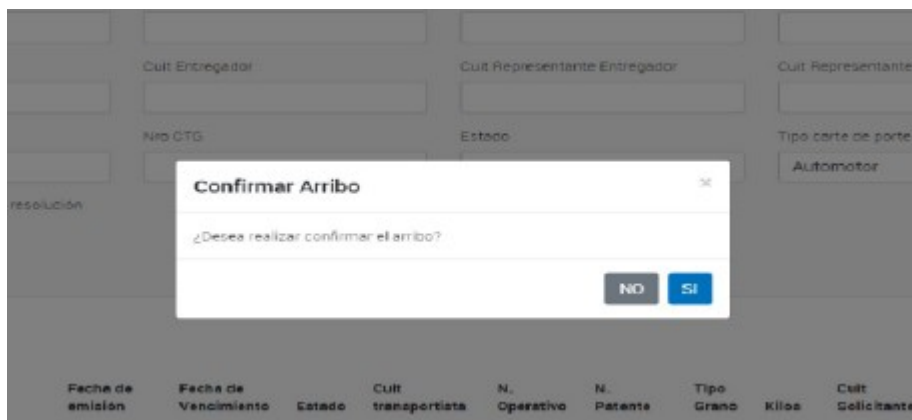 Cuit Entregador Cuit Representante Entregador Cuit Representante
Nro CTG Estado Tipo carte de porte
Automotor
Confirmar Arribo ×
resolución
¿Desea realizar confirmar el arribo?
NO SI
Fecha de emisión Fecha de Vencimiento Estado Cuit transportista N. Operativo N. Patente Tipo Grano Kilos Cuit Solicitante